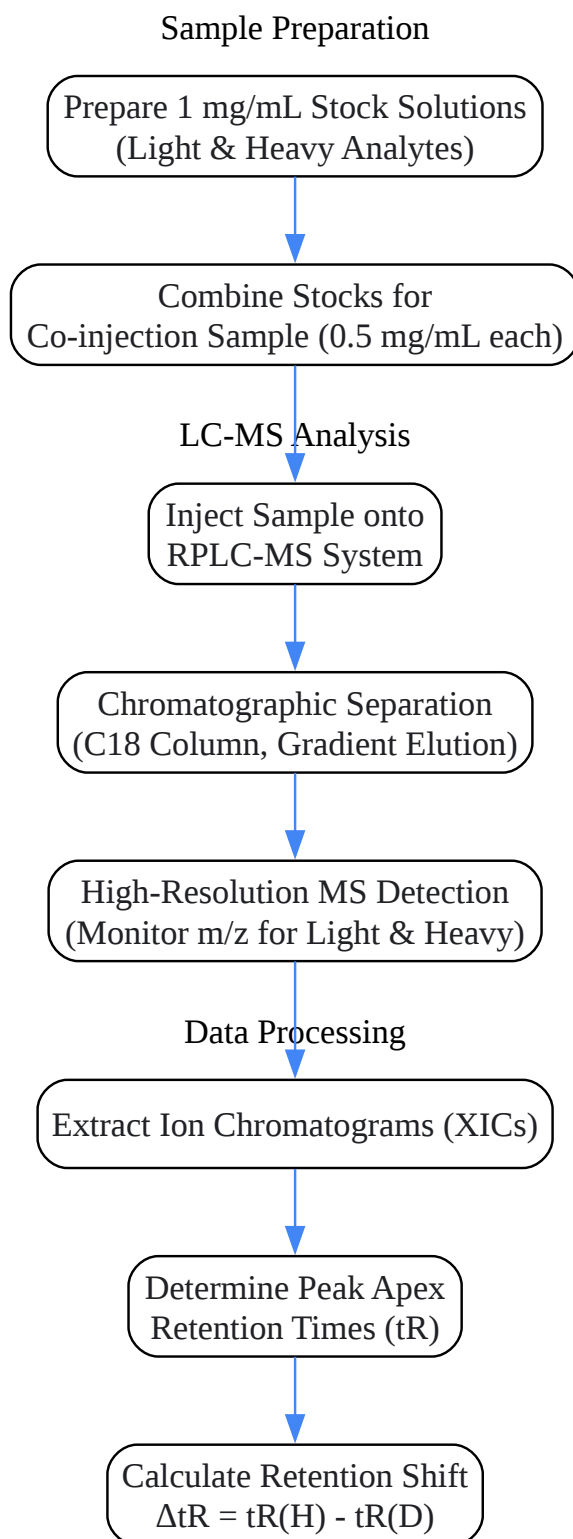 Sample Preparation
Prepare 1 mg/mL Stock Solutions
(Light & Heavy Analytes)
Combine Stocks for
Co-injection Sample (0.5 mg/mL each)
LC-MS Analysis
Inject Sample onto
RPLC-MS System
Chromatographic Separation
(C18 Column, Gradient Elution)
High-Resolution MS Detection
(Monitor m/z for Light & Heavy)
Data Processing
Extract Ion Chromatograms (XICs)
Determine Peak Apex
Retention Times (tR)
Calculate Retention Shift
ΔtR = tR(H) - tR(D)